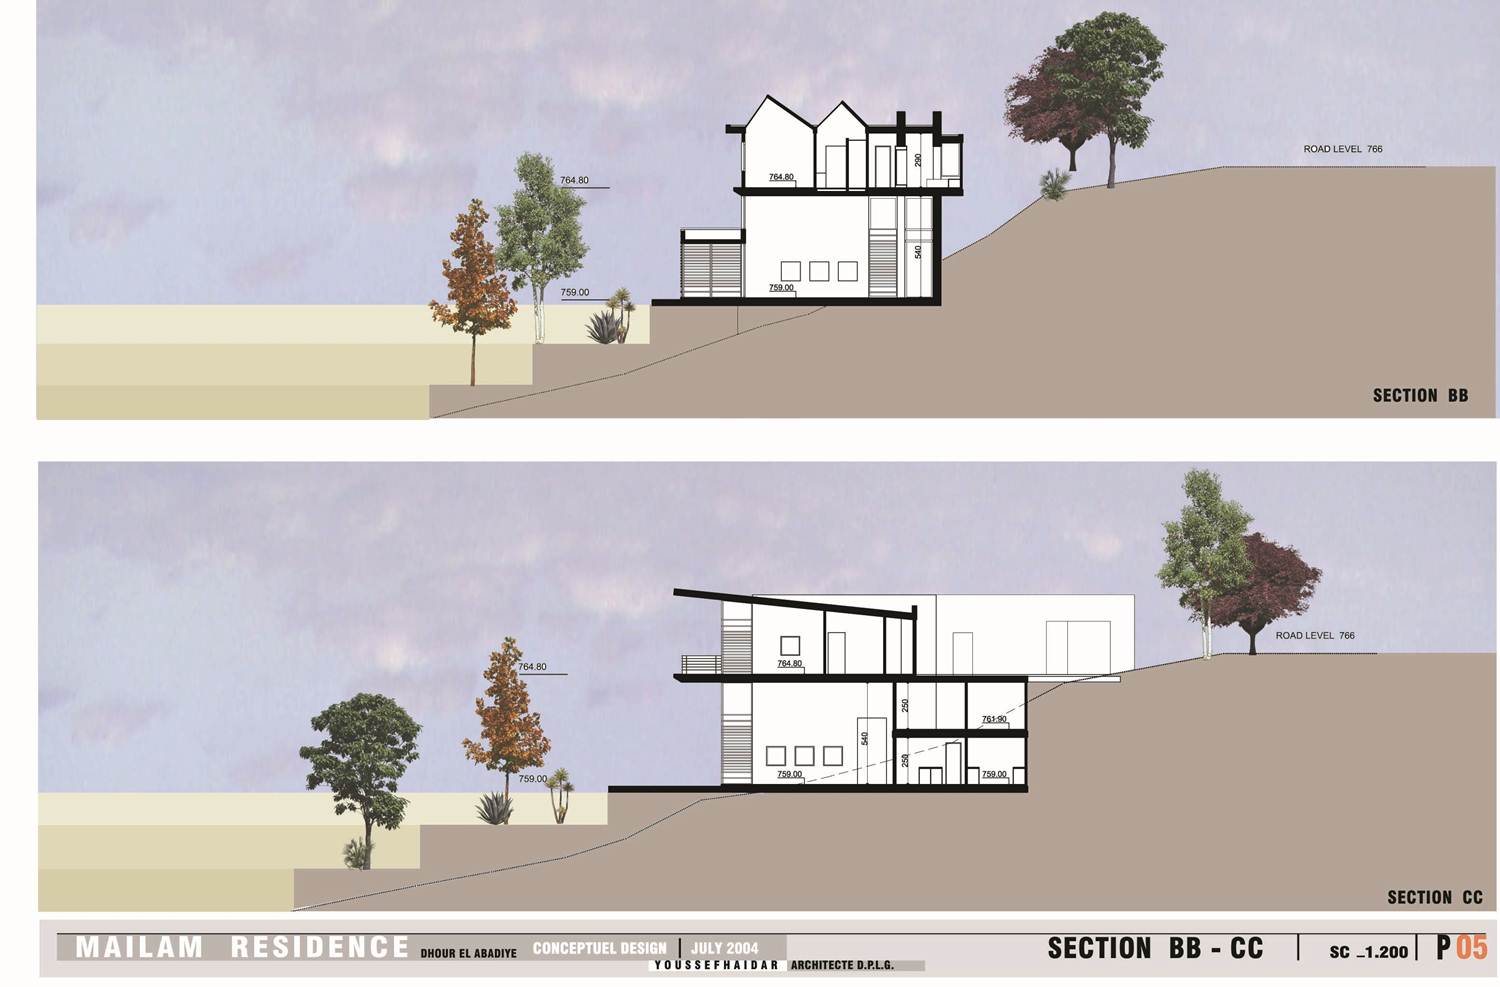 ROAD LEVEL 766
764.80
764.80
290
540
759.00
759.00
SECTION BB
ROAD LEVEL 766
764.80
764.80
250
761.90
540
250
759.00
759.00
759.00
SECTION CC
MAILAM RESIDENCE DHOUR EL ABADIYE CONCEPTUEL DESIGN | JULY 2004 SECTION BB - CC | SC _1.200 | P 05
YOUSSEFHAIDAR ARCHITECTE D.P.L.G.